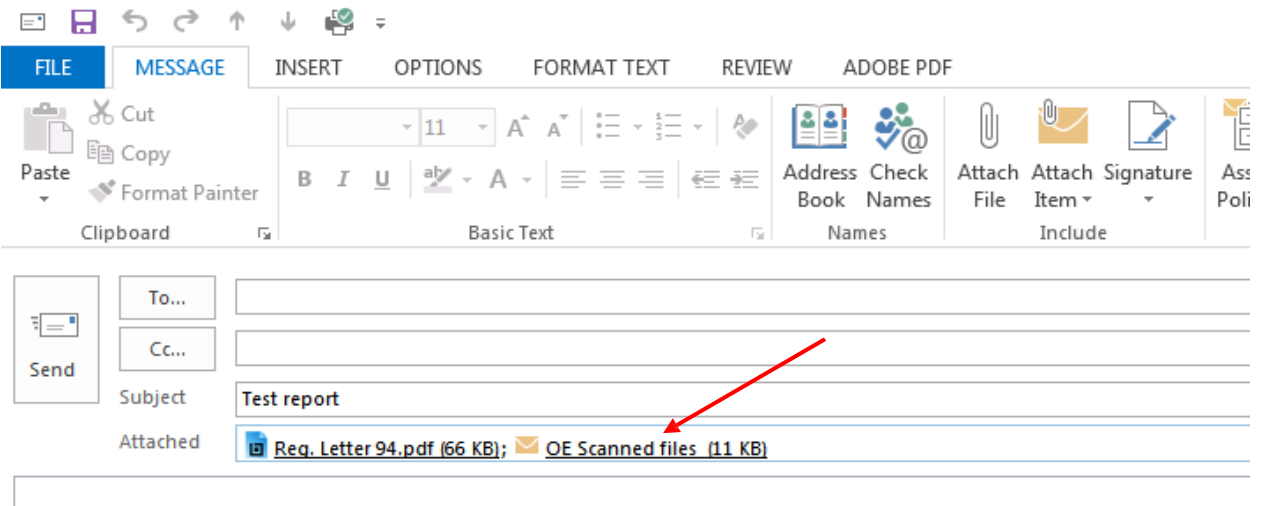 FILE MESSAGE INSERT OPTIONS FORMAT TEXT REVIEW ADOBE PDF
Cut
Copy
Format Painter
Paste
Clipboard
11
B I U
Basic Text
Address Book
Check Names
Names
Attach File
Attach Item
Signature
Include
Ass
Poli
Send
To...
Cc...
Subject Test report
Attached Reg. Letter 94.pdf (66 KB); OE Scanned files (11 KB)